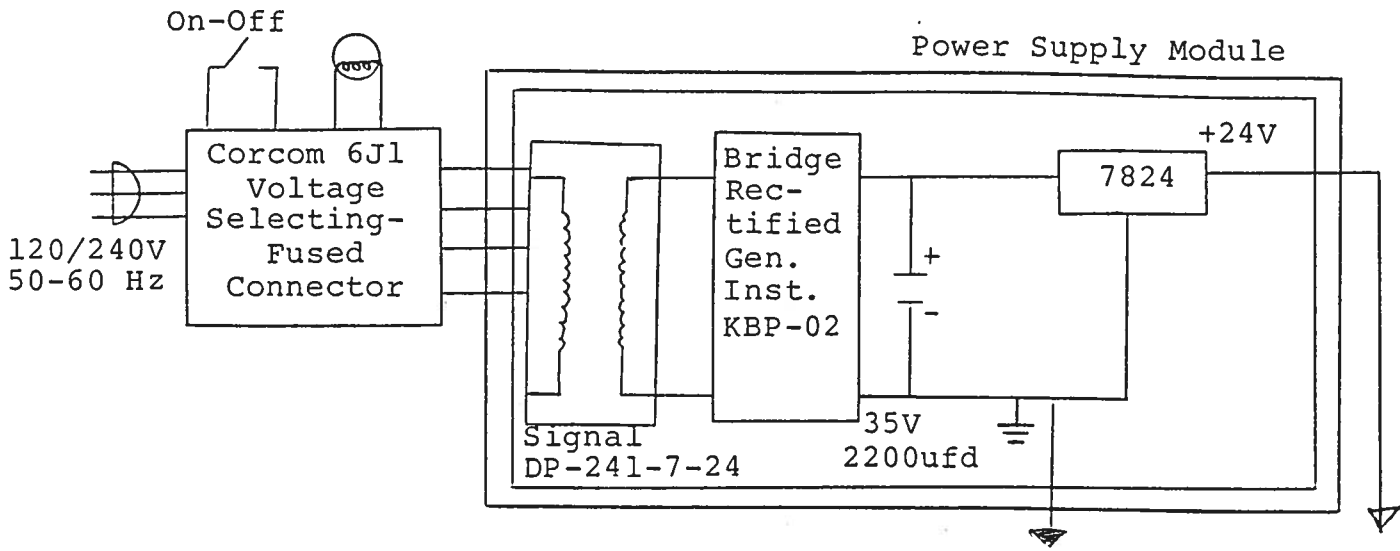 On-Off
Power Supply Module
Corcom 6J1
Voltage
Selecting-
Fused
Connector
120/240V
50-60 Hz
Bridge
Rec-
tified
Gen.
Inst.
KBP-02
+24V
7824
+
-
35V
2200ufd
Signal
DP-241-7-24